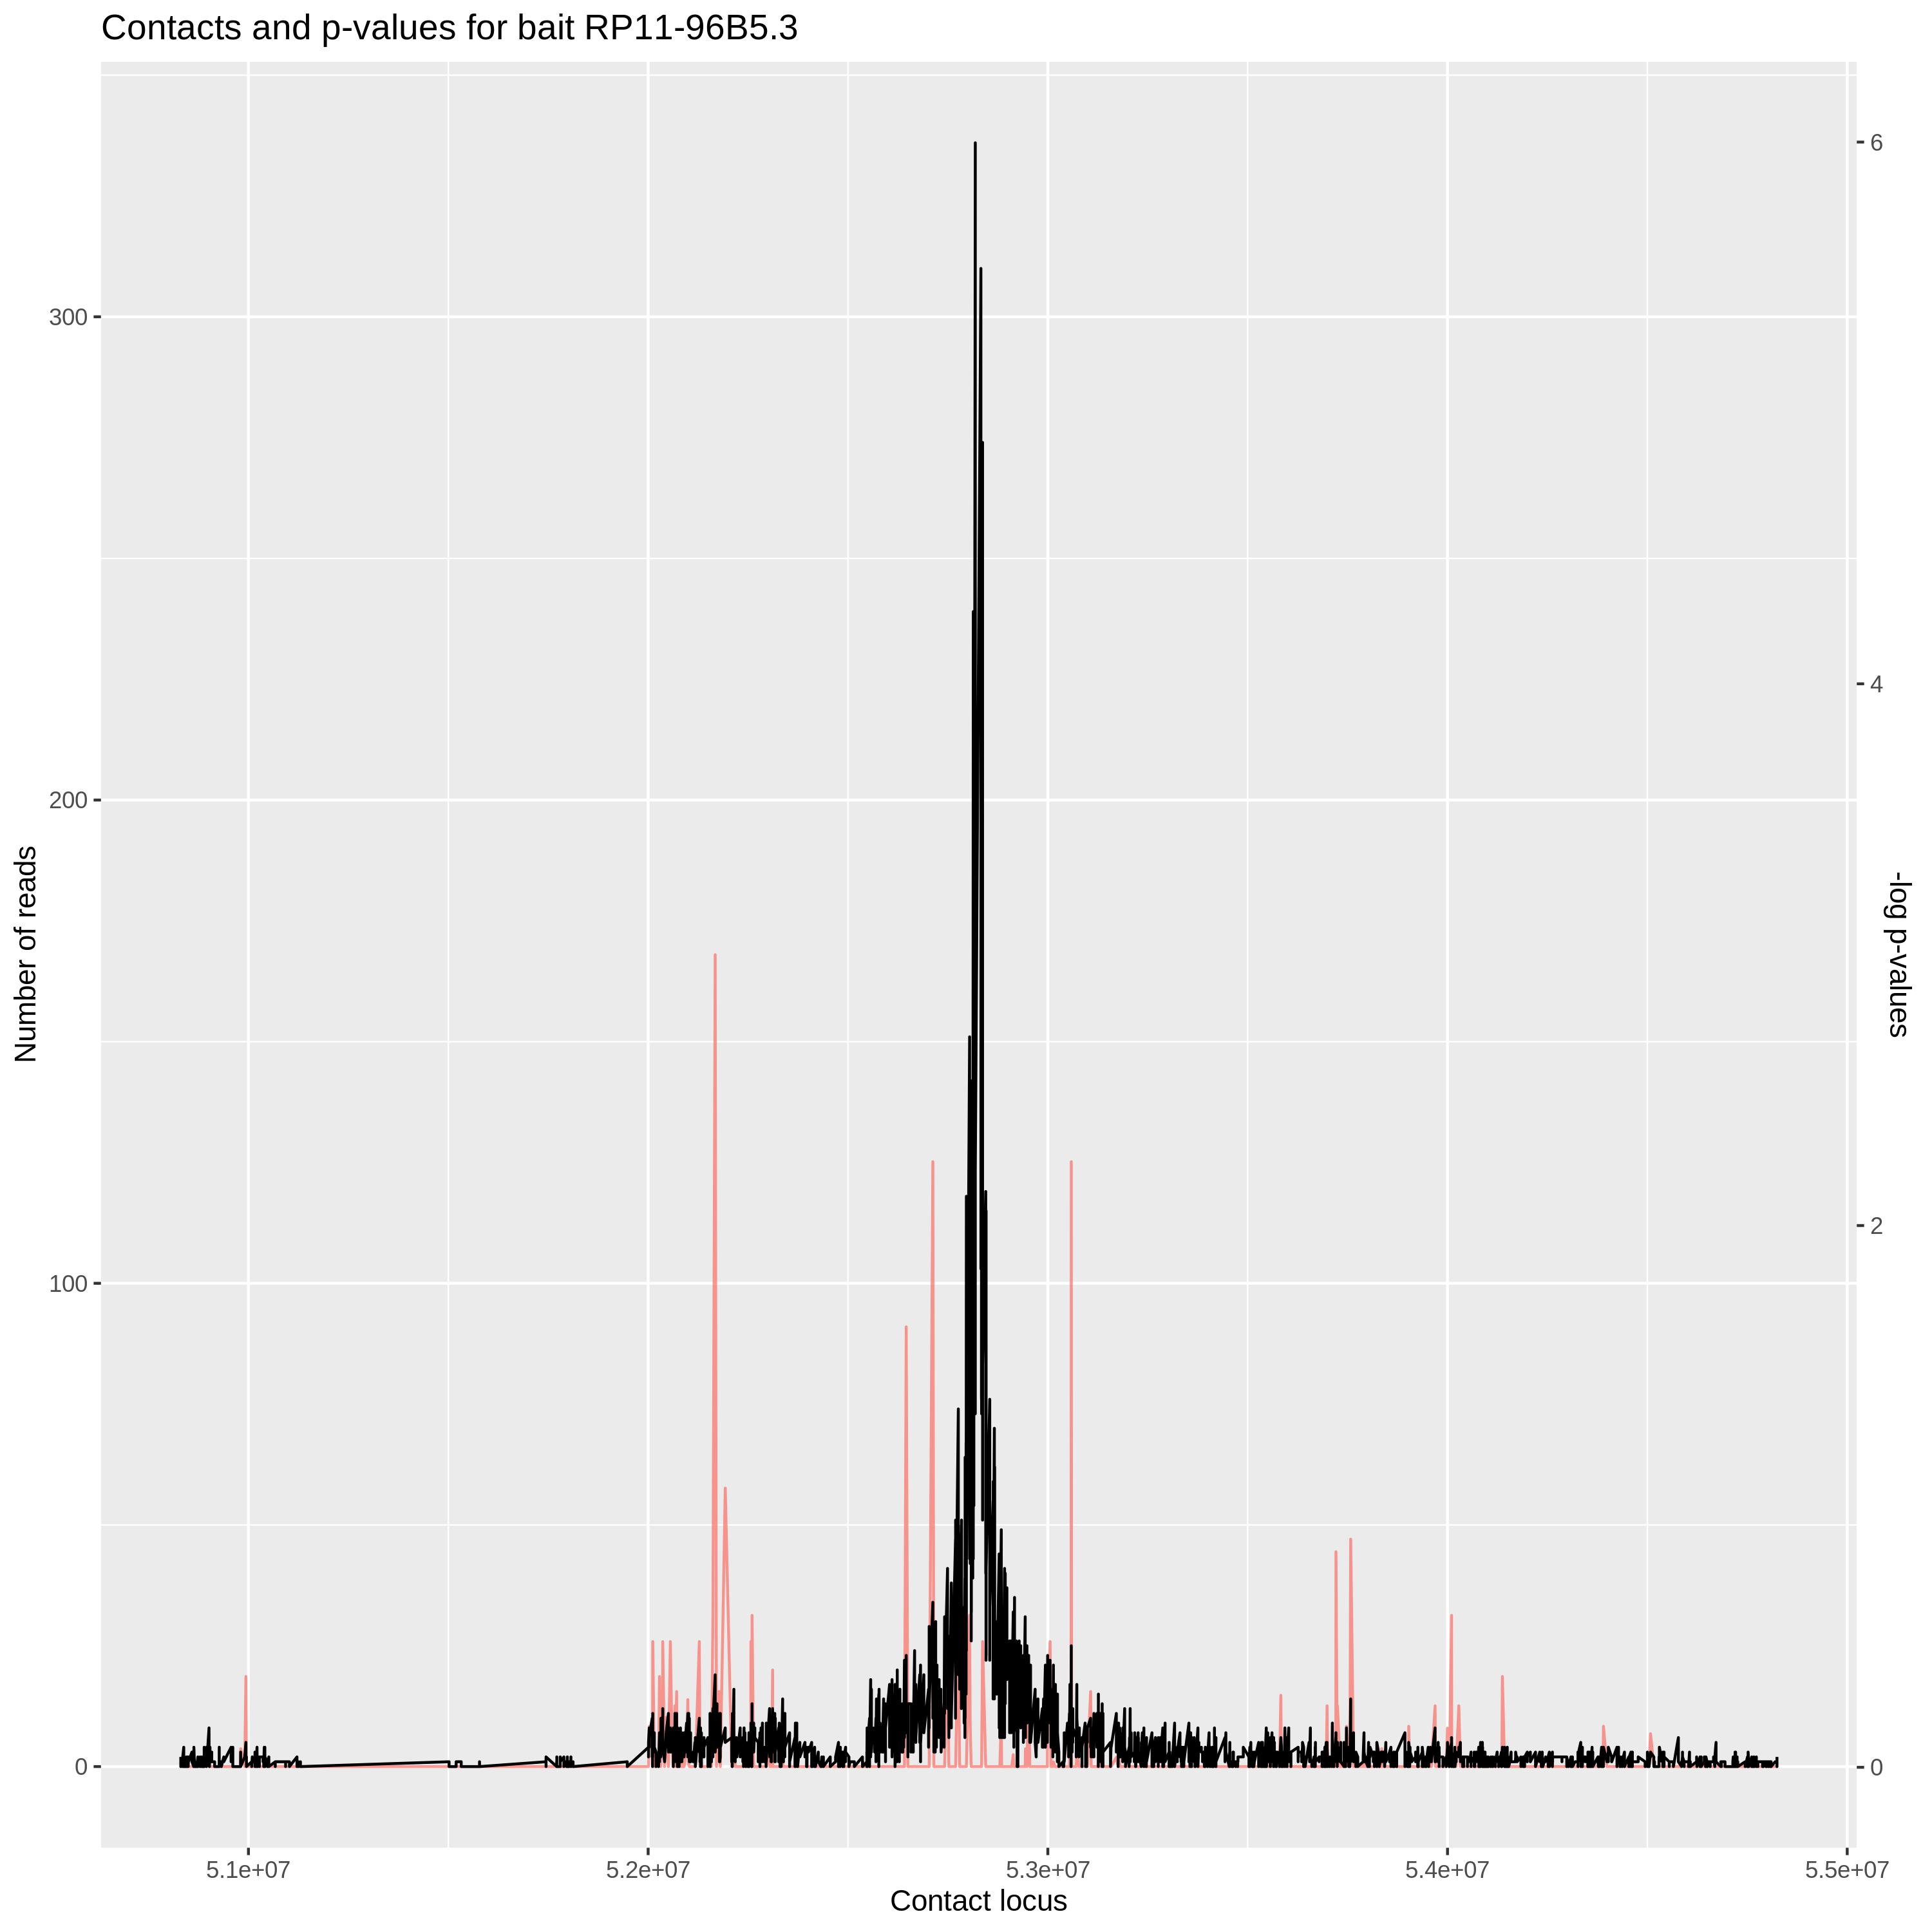 Contacts and p-values for bait RP11-96B5.3
300
200
100
0
Number of reads
6
4
2
0
-log p-values
5.1e+07
5.2e+07
5.3e+07
5.4e+07
5.5e+07
Contact locus